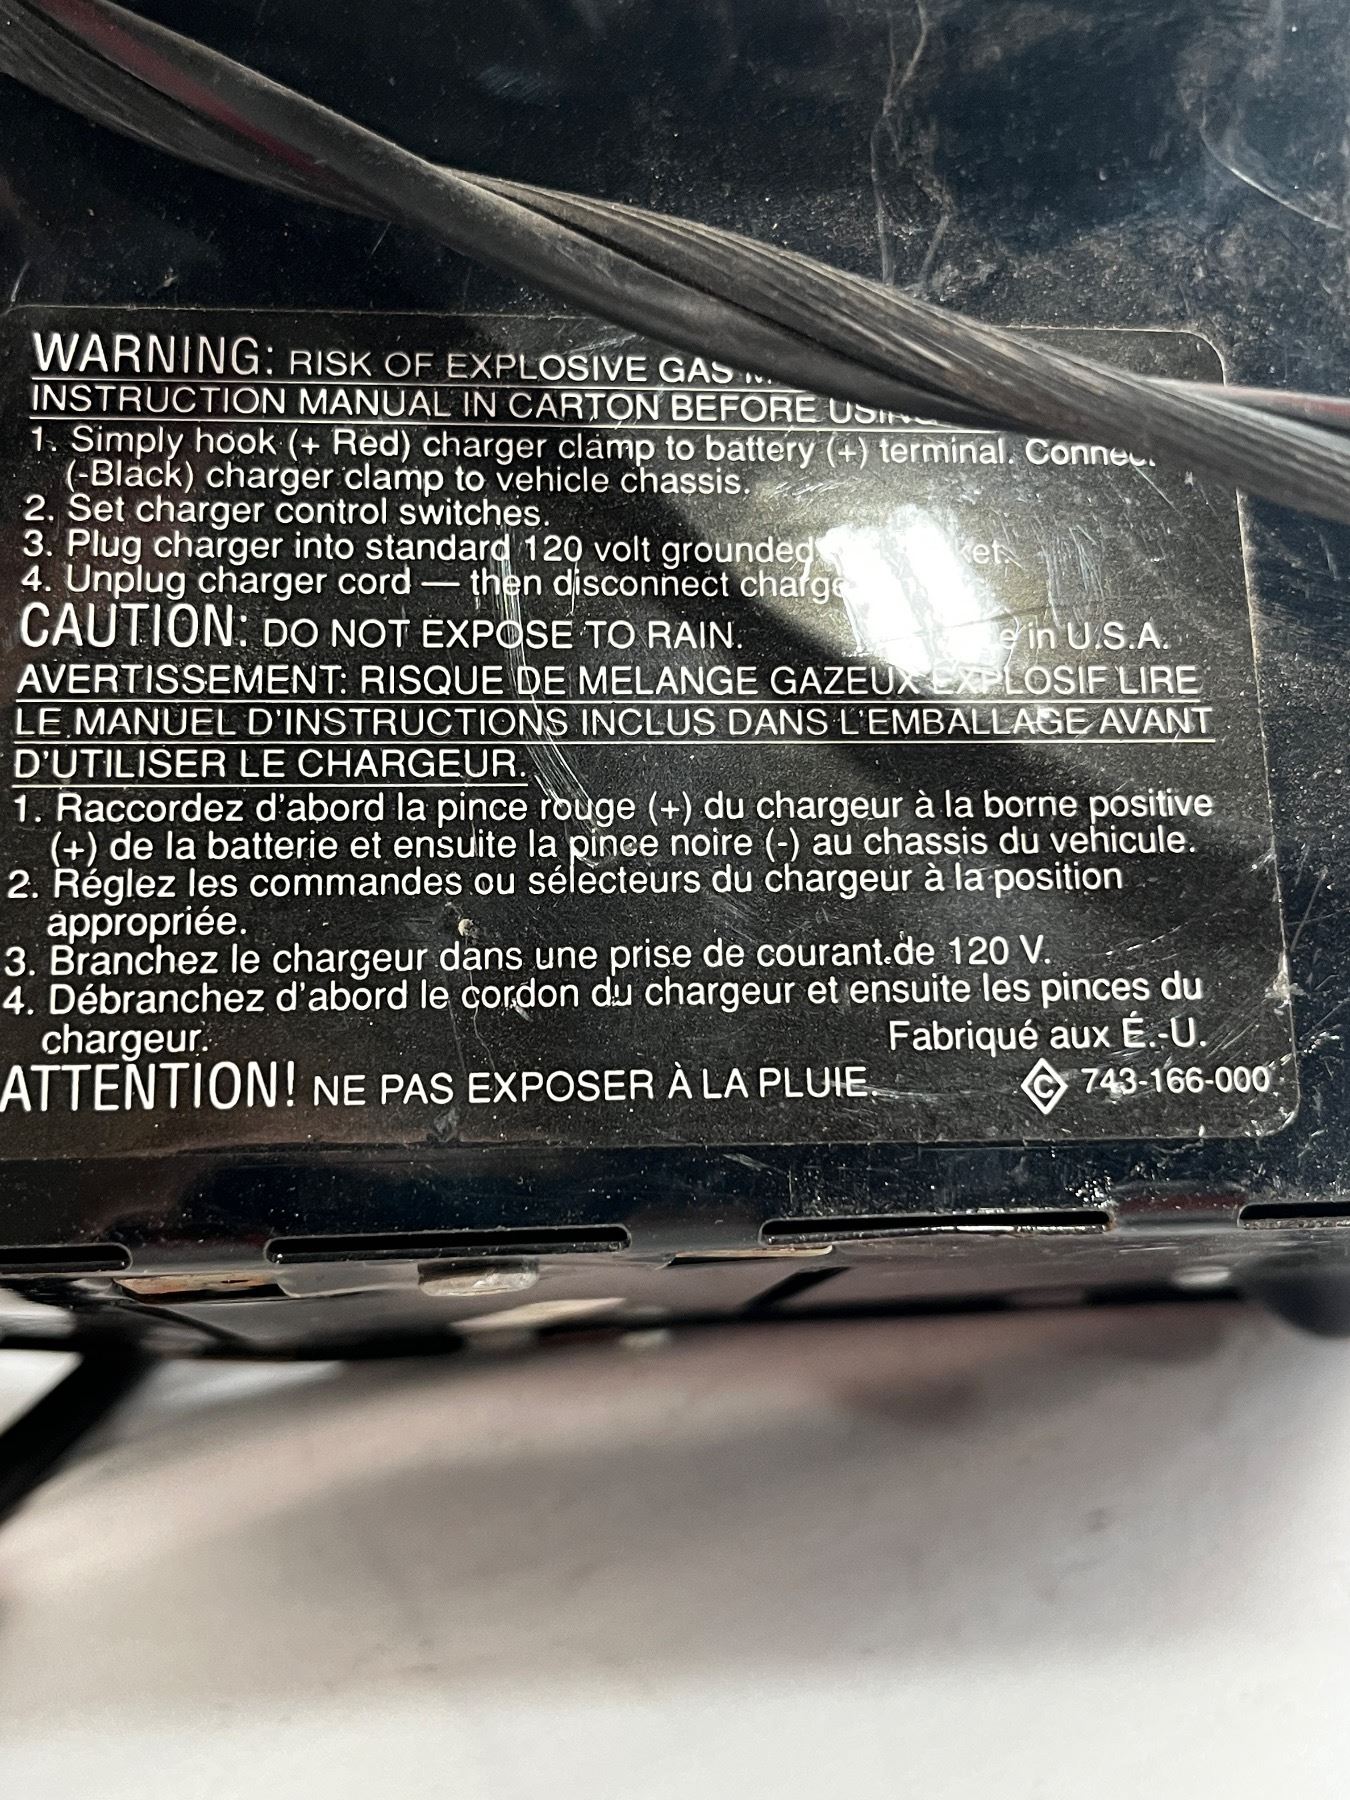 WARNING: RISK OF EXPLOSIVE GAS
INSTRUCTION MANUAL IN CARTON BEFORE USING
1. Simply hook (+ Red) charger clamp to battery (+) terminal. Connect
(-Black) charger clamp to vehicle chassis.
2. Set charger control switches.
3. Plug charger into standard 120 volt grounded
4. Unplug charger cord — then disconnect
CAUTION: DO NOT EXPOSE TO RAIN. in U.S.A.
AVERTISSEMENT: RISQUE DE MELANGE GAZEUX EXPLOSIF LIRE
LE MANUEL D'INSTRUCTIONS INCLUS DANS L'EMBALLAGE AVANT
D'UTILISER LE CHARGEUR.
1. Raccordez d'abord la pince rouge (+) du chargeur à la borne positive
(+) de la batterie et ensuite la pince noire (-) au chassis du vehicule.
2. Réglez les commandes ou sélecteurs du chargeur à la position
appropriée.
3. Branchez le chargeur dans une prise de courant de 120 V.
4. Débranchez d'abord le cordon du chargeur et ensuite les pinces du
chargeur. Fabriqué aux É.-U.
ATTENTION! NE PAS EXPOSER À LA PLUIE. C 743-166-000